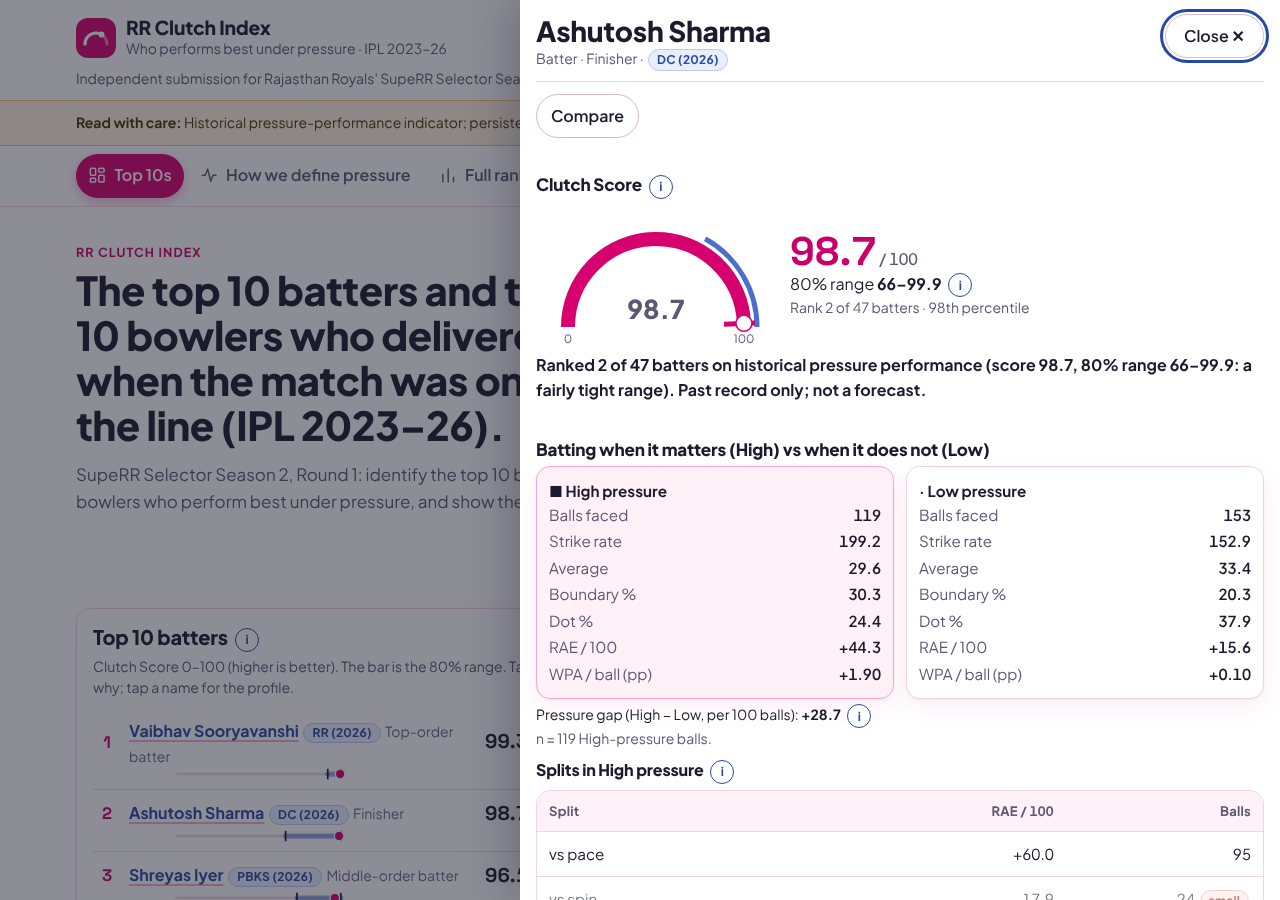 RR Clutch Index
Who performs best under pressure · IPL 2023–26
Independent submission for Rajasthan Royals' SupeRR Selector Sea
Read with care: Historical pressure-performance indicator; persiste
Top 10s
How we define pressure
Full ran
RR CLUTCH INDEX
The top 10 batters and t
10 bowlers who delivere
when the match was on
the line (IPL 2023–26).
SupeRR Selector Season 2, Round 1: identify the top 10 b
bowlers who perform best under pressure, and show the
Top 10 batters i
Clutch Score 0–100 (higher is better). The bar is the 80% range. Ta
why; tap a name for the profile.
1 Vaibhav Sooryavanshi RR (2026) Top-order
batter
99.3
2 Ashutosh Sharma DC (2026) Finisher 98.7
3 Shreyas Iyer PBKS (2026) Middle-order batter 96.5
Ashutosh Sharma
Batter · Finisher · DC (2026)
Close ✕
Compare
Clutch Score i
98.7
0 100
98.7 / 100
80% range 66–99.9 i
Rank 2 of 47 batters · 98th percentile
Ranked 2 of 47 batters on historical pressure performance (score 98.7, 80% range 66–99.9: a
fairly tight range). Past record only; not a forecast.
Batting when it matters (High) vs when it does not (Low)
■ High pressure
Balls faced 119
Strike rate 199.2
Average 29.6
Boundary % 30.3
Dot % 24.4
RAE / 100 +44.3
WPA / ball (pp) +1.90
· Low pressure
Balls faced 153
Strike rate 152.9
Average 33.4
Boundary % 20.3
Dot % 37.9
RAE / 100 +15.6
WPA / ball (pp) +0.10
Pressure gap (High – Low, per 100 balls): +28.7 i
n = 119 High-pressure balls.
Splits in High pressure i
Split RAE / 100 Balls
vs pace +60.0 95
vs spin 24 small